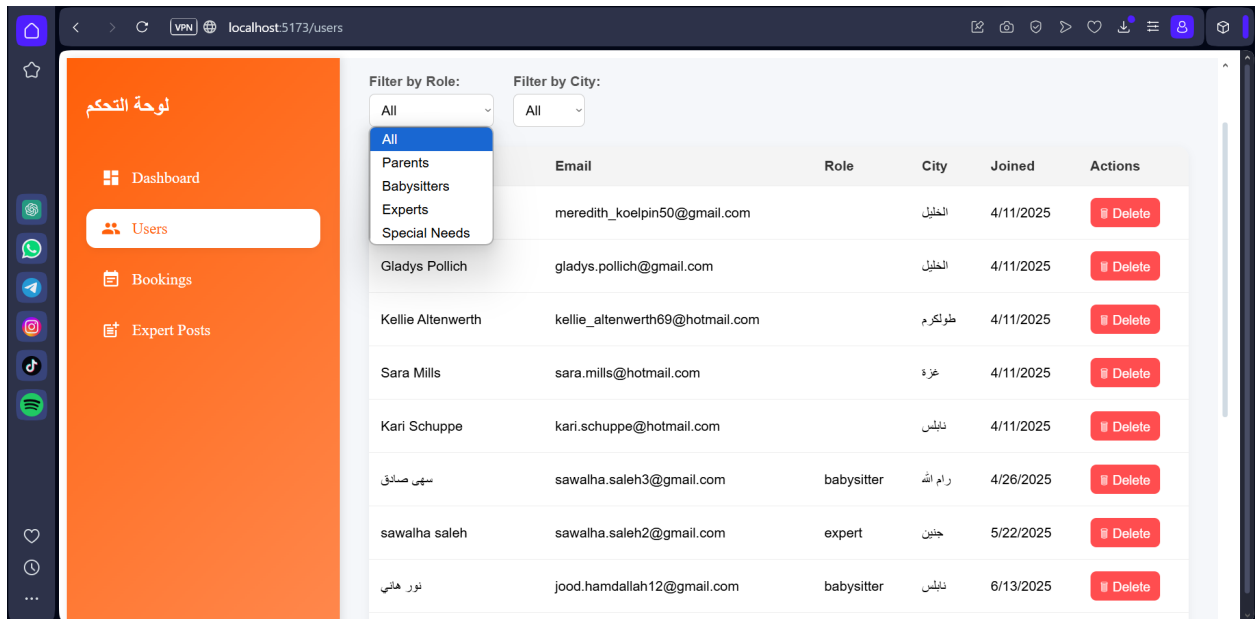 VPN localhost:5173/users
لوحة التحكم
Dashboard
Users
Bookings
Expert Posts
Filter by Role: Filter by City:
All All
All
Parents
Babysitters
Experts
Special Needs
Email Role City Joined Actions
meredith_koelpin50@gmail.com الخليل 4/11/2025 Delete
Gladys Pollich gladys.pollich@gmail.com الخليل 4/11/2025 Delete
Kellie Altenwerth kellie_altenwerth69@hotmail.com طولكرم 4/11/2025 Delete
Sara Mills sara.mills@hotmail.com غزة 4/11/2025 Delete
Kari Schuppe kari.schuppe@hotmail.com نابلس 4/11/2025 Delete
سهى صادق sawalha.saleh3@gmail.com babysitter رام الله 4/26/2025 Delete
sawalha saleh sawalha.saleh2@gmail.com expert جنين 5/22/2025 Delete
نور هاني jood.hamdallah12@gmail.com babysitter نابلس 6/13/2025 Delete